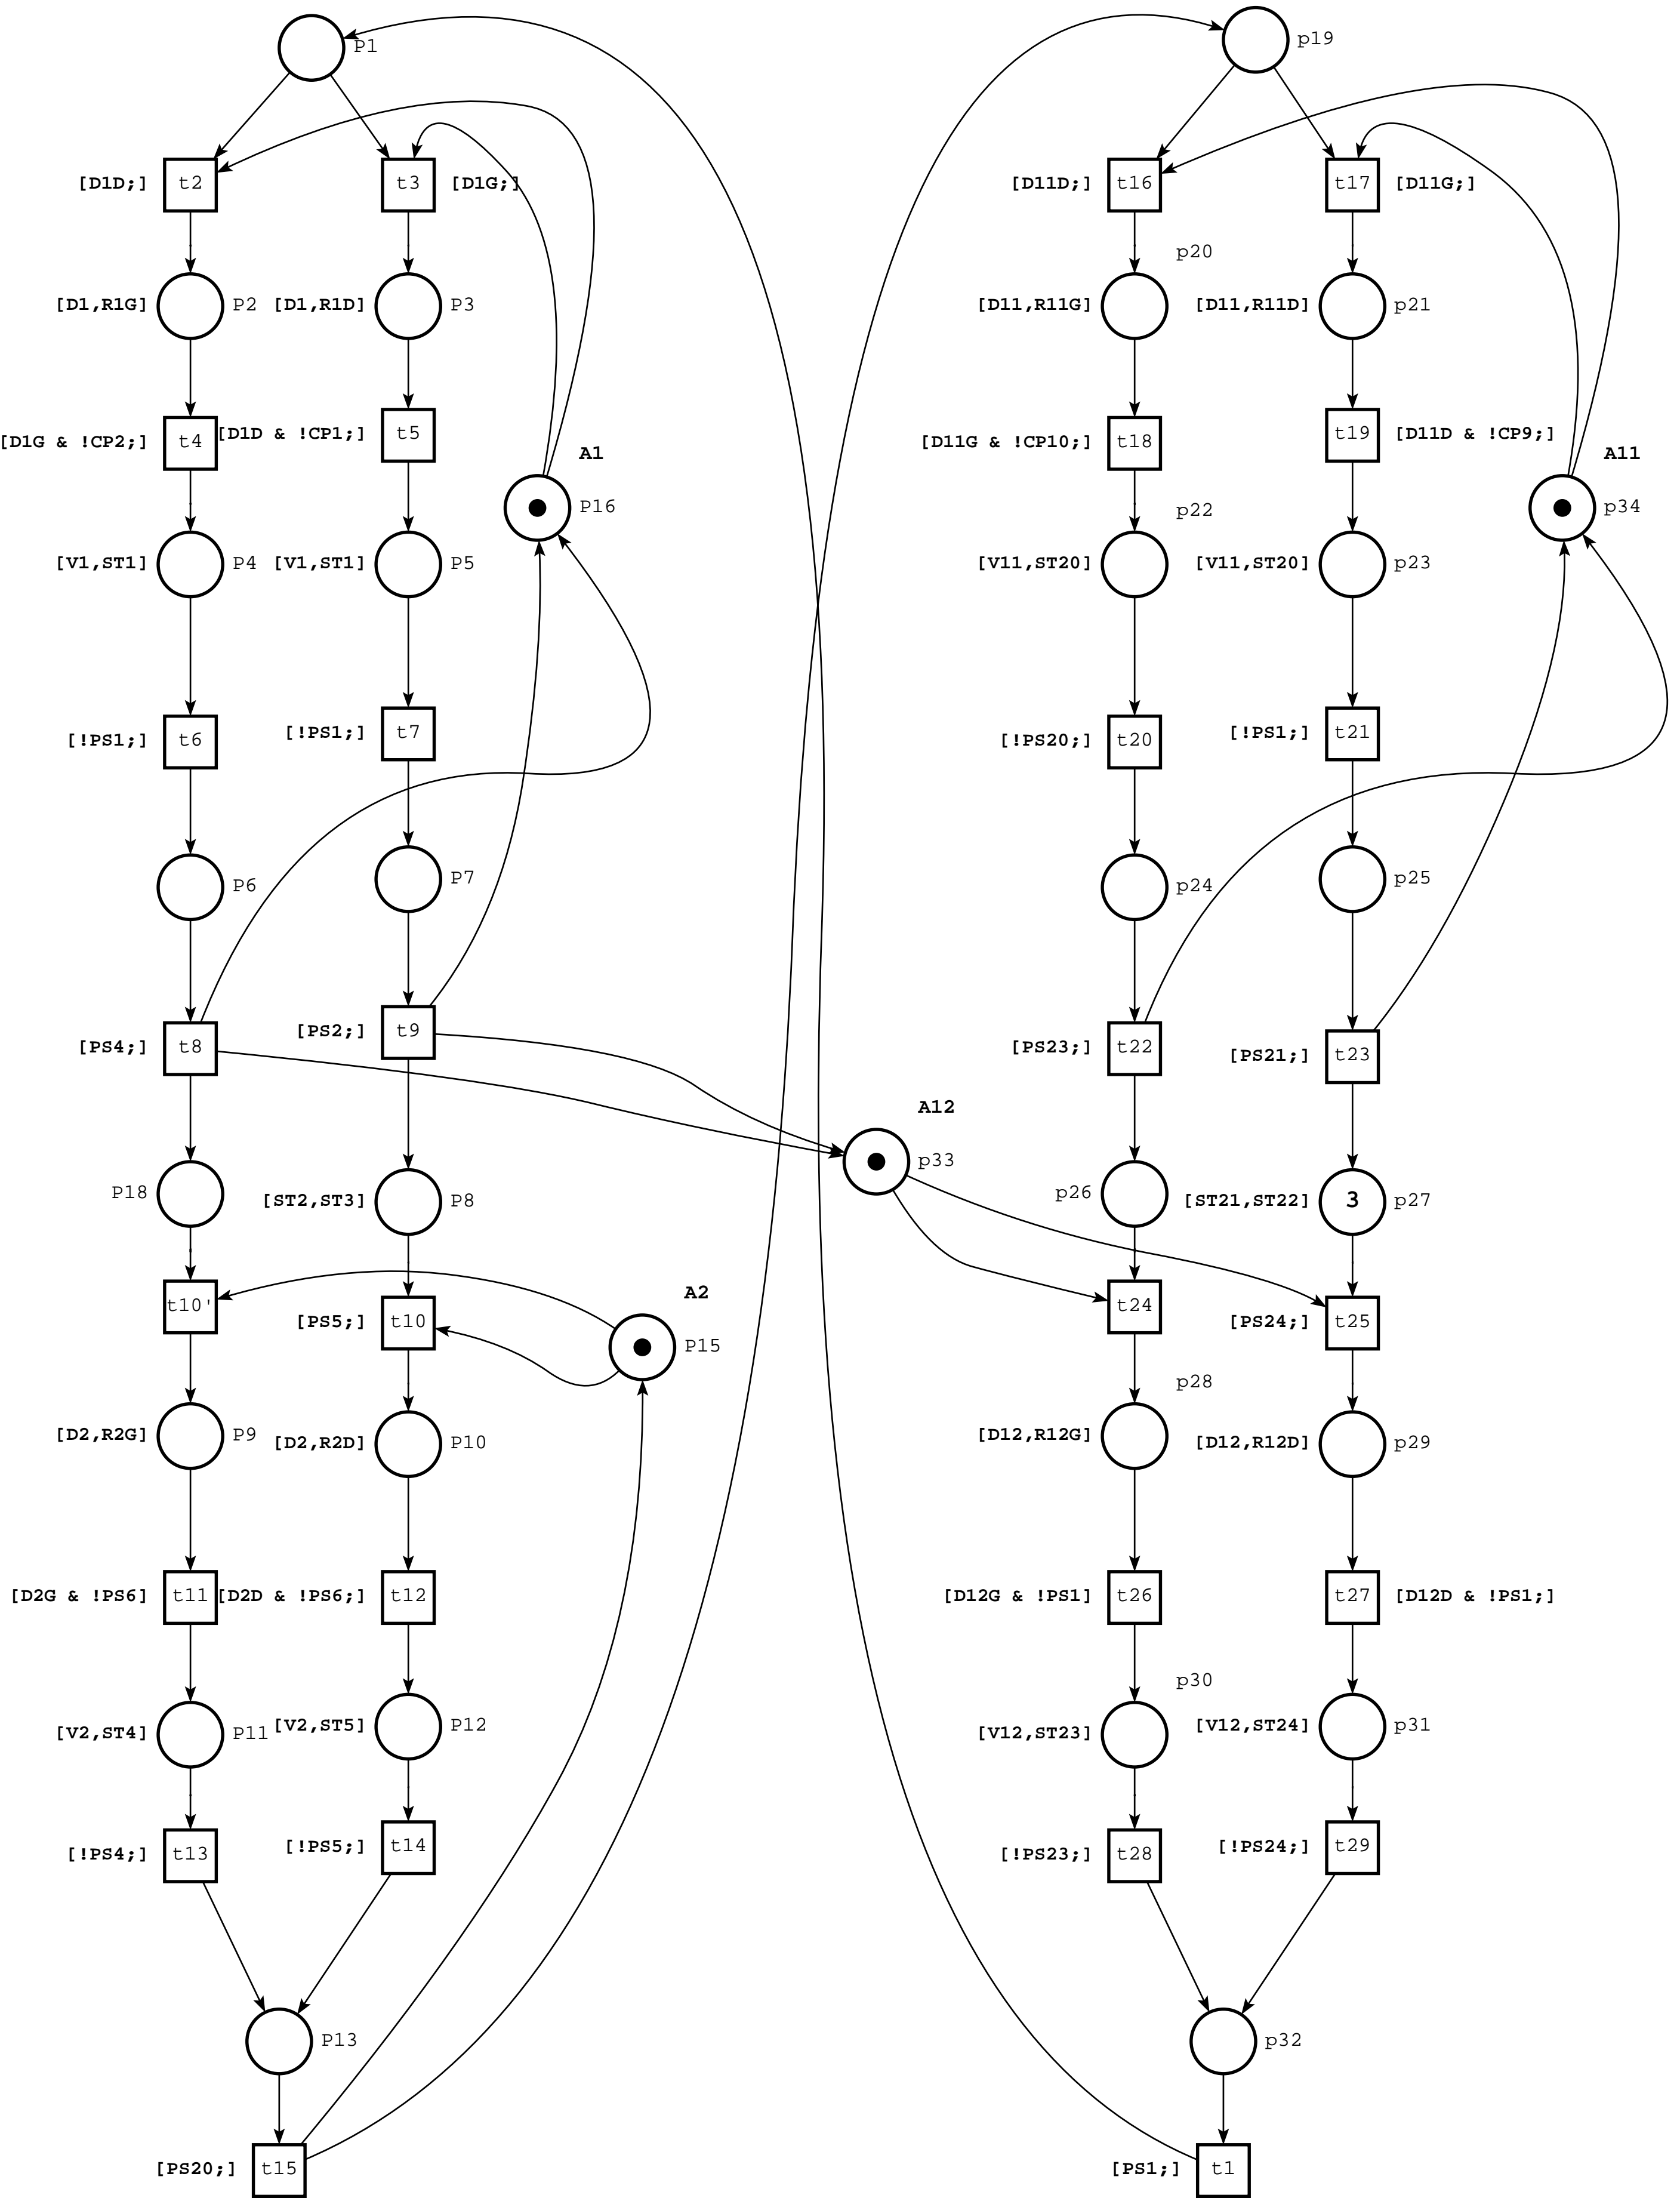 P1 p19
[D1D;] t2 t3 [D1G;] [D11D;] t16 t17 [D11G;]
p20
[D1,R1G] P2 [D1,R1D] P3 [D11,R11G] [D11,R11D] p21
[D1G & !CP2;] t4 [D1D & !CP1;] t5 [D11G & !CP10;] t18 t19 [D11D & !CP9;]
A1 A11
P16 p22 p34
[V1,ST1] P4 [V1,ST1] P5 [V11,ST20] [V11,ST20] p23
[!PS1;] t6 [!PS1;] t7 [!PS20;] t20 [!PS1;] t21
P6 P7 p24 p25
[PS4;] t8 [PS2;] t9 [PS23;] t22 [PS21;] t23
A12
P18 [ST2,ST3] P8 p33 p26 [ST21,ST22] 3 p27
A2
t10' [PS5;] t10 P15 t24 [PS24;] t25
p28
[D2,R2G] P9 [D2,R2D] P10 [D12,R12G] [D12,R12D] p29
[D2G & !PS6] t11 [D2D & !PS6;] t12 [D12G & !PS1] t26 t27 [D12D & !PS1;]
p30
[V2,ST4] P11 [V2,ST5] P12 [V12,ST23] [V12,ST24] p31
[!PS4;] t13 [!PS5;] t14 [!PS23;] t28 [!PS24;] t29
P13 p32
[PS20;] t15 [PS1;] t1